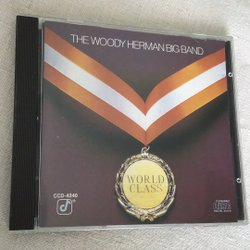 THE WOODY HERMAN BIG BAND
WORLD
CLASS
CCD-4240